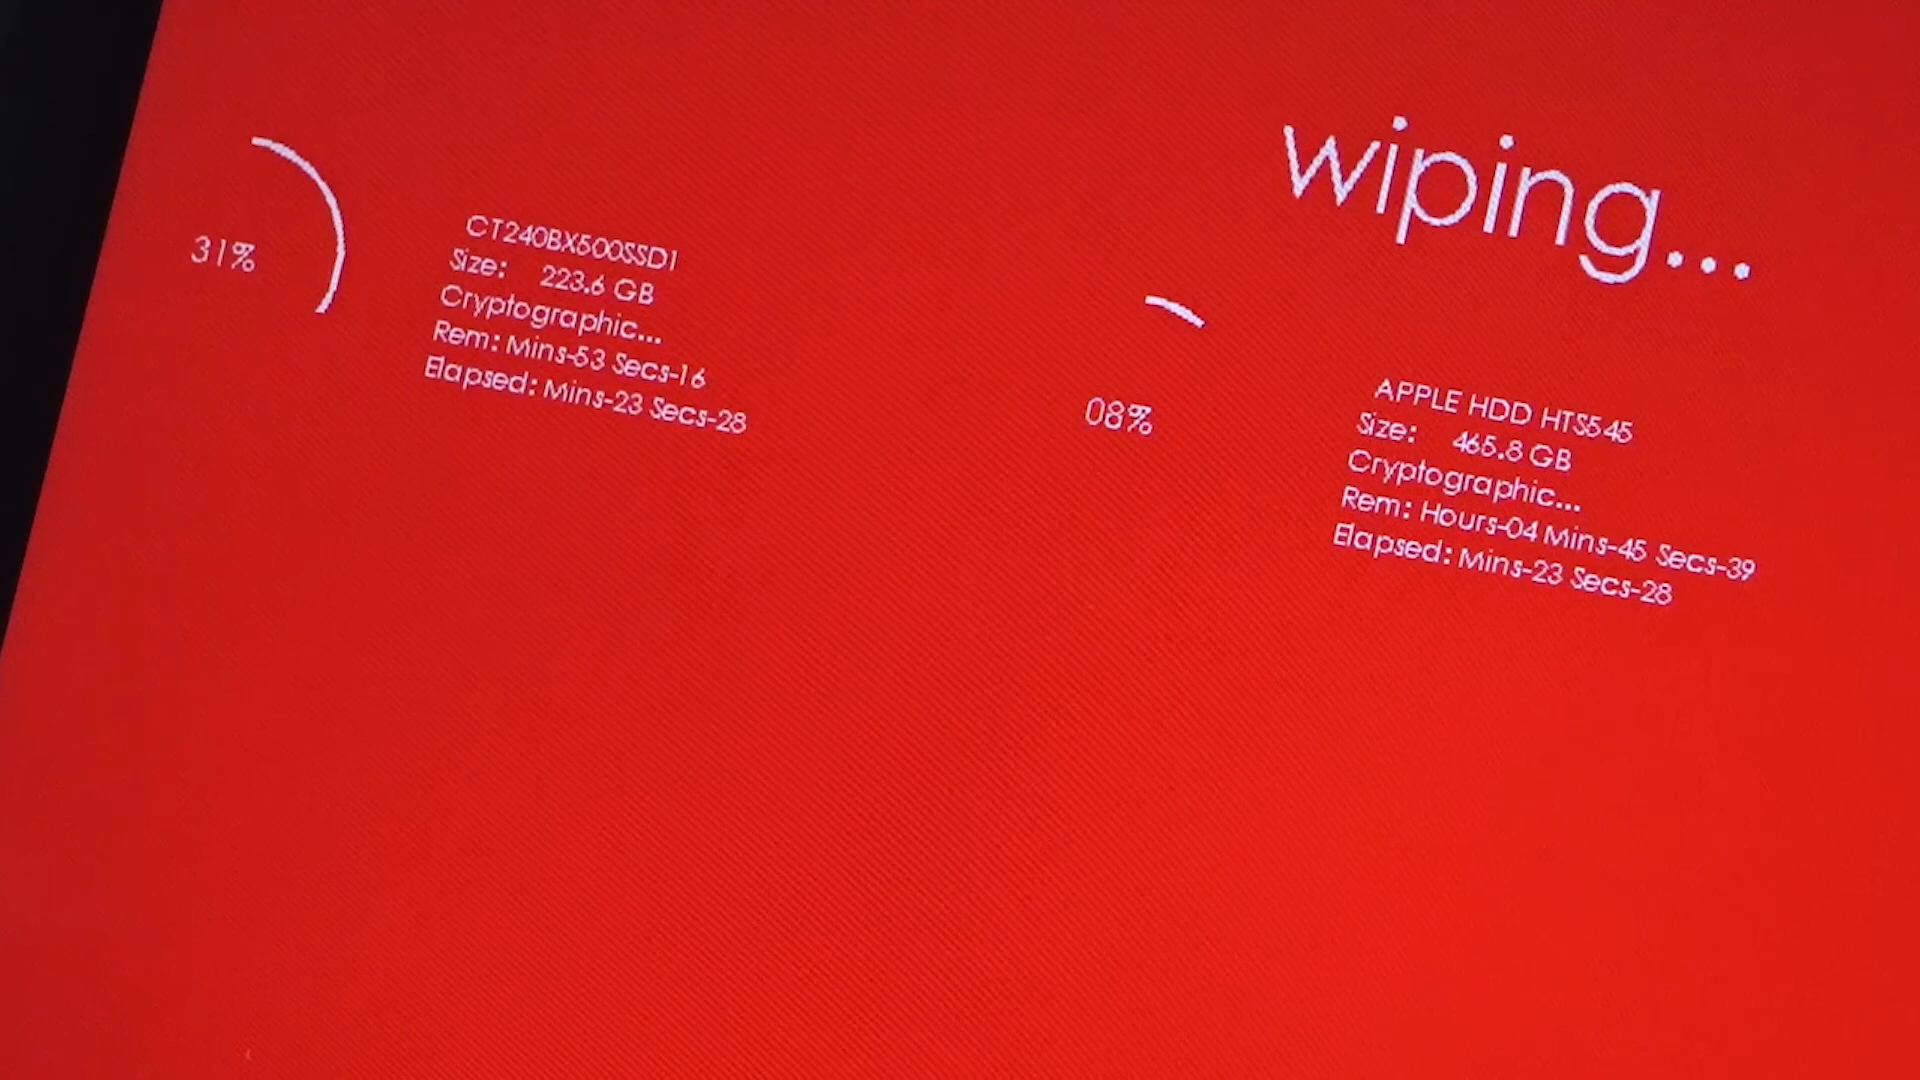 wiping...
31%
CT240BX500SSD1
Size: 223.6 GB
Cryptographic...
Rem: Mins-53 Secs-16
Elapsed: Mins-23 Secs-28
08%
APPLE HDD HTS545
Size: 465.8 GB
Cryptographic...
Rem: Hours-04 Mins-45 Secs-39
Elapsed: Mins-23 Secs-28